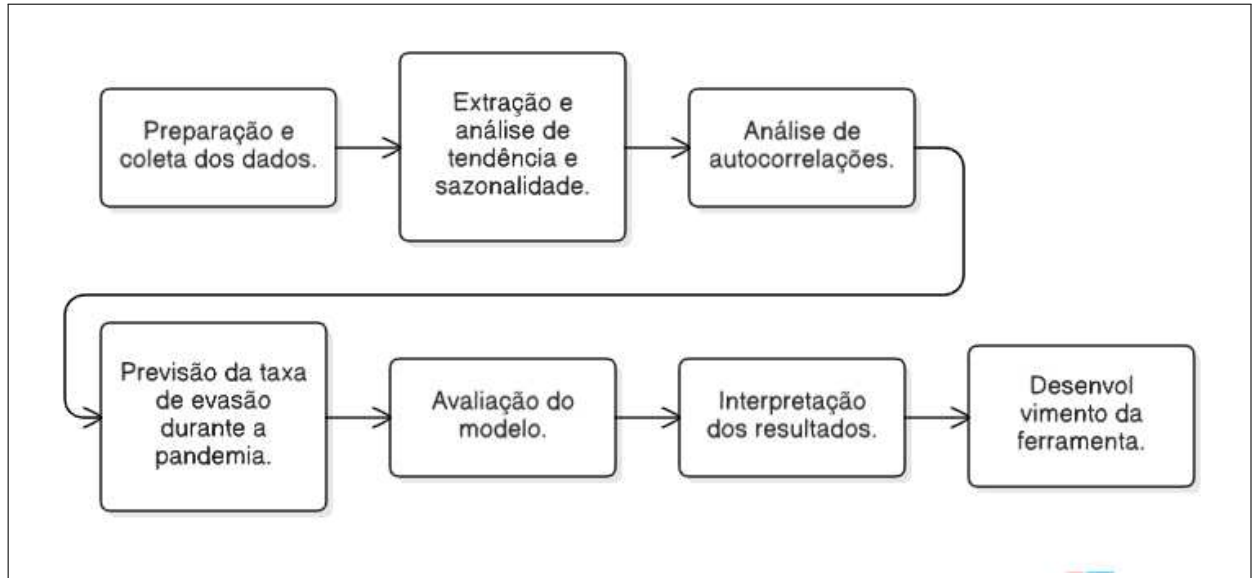 Preparação e
coleta dos dados.
Extração e
análise de
tendência e
sazonalidade.
Análise de
autocorrelações.
Previsão da taxa
de evasão
durante a
pandemia.
Avaliação do
modelo.
Interpretação
dos resultados.
Desenvol
vimento da
ferramenta.